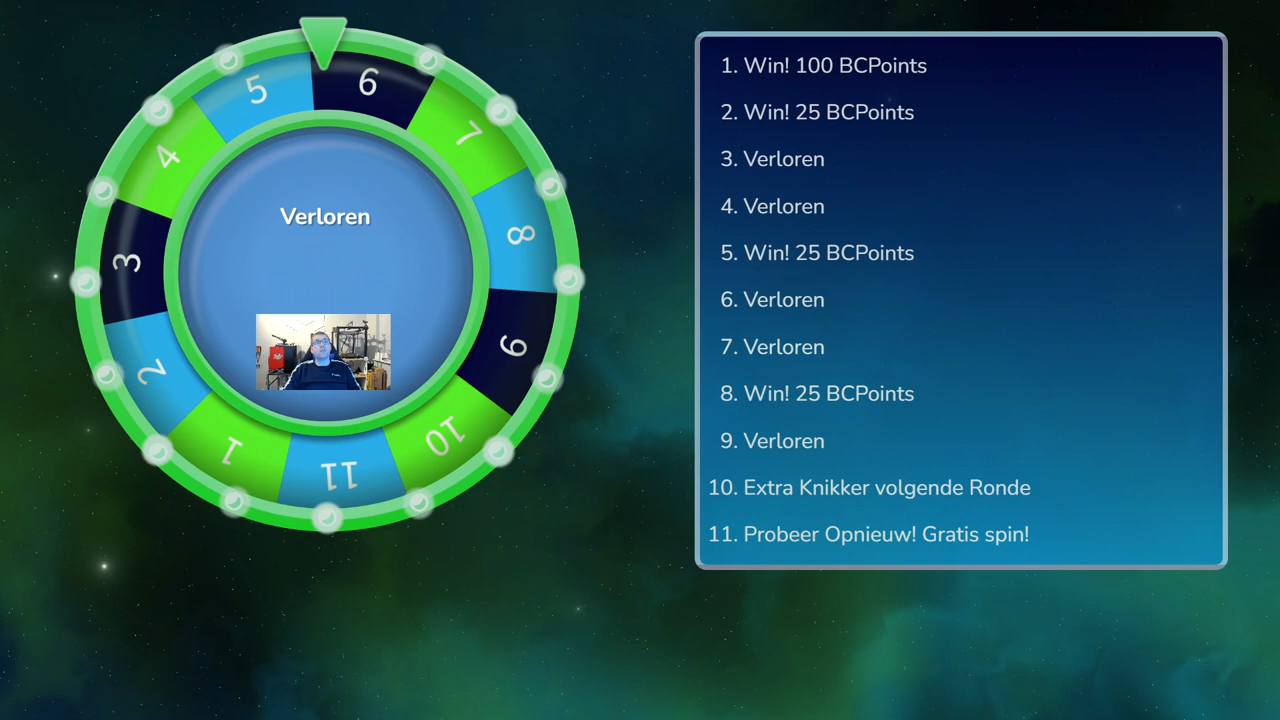 5
6
7
4
8
3
9
2
10
1
11
Verloren
1. Win! 100 BCPoints
2. Win! 25 BCPoints
3. Verloren
4. Verloren
5. Win! 25 BCPoints
6. Verloren
7. Verloren
8. Win! 25 BCPoints
9. Verloren
10. Extra Knikker volgende Ronde
11. Probeer Opnieuw! Gratis spin!